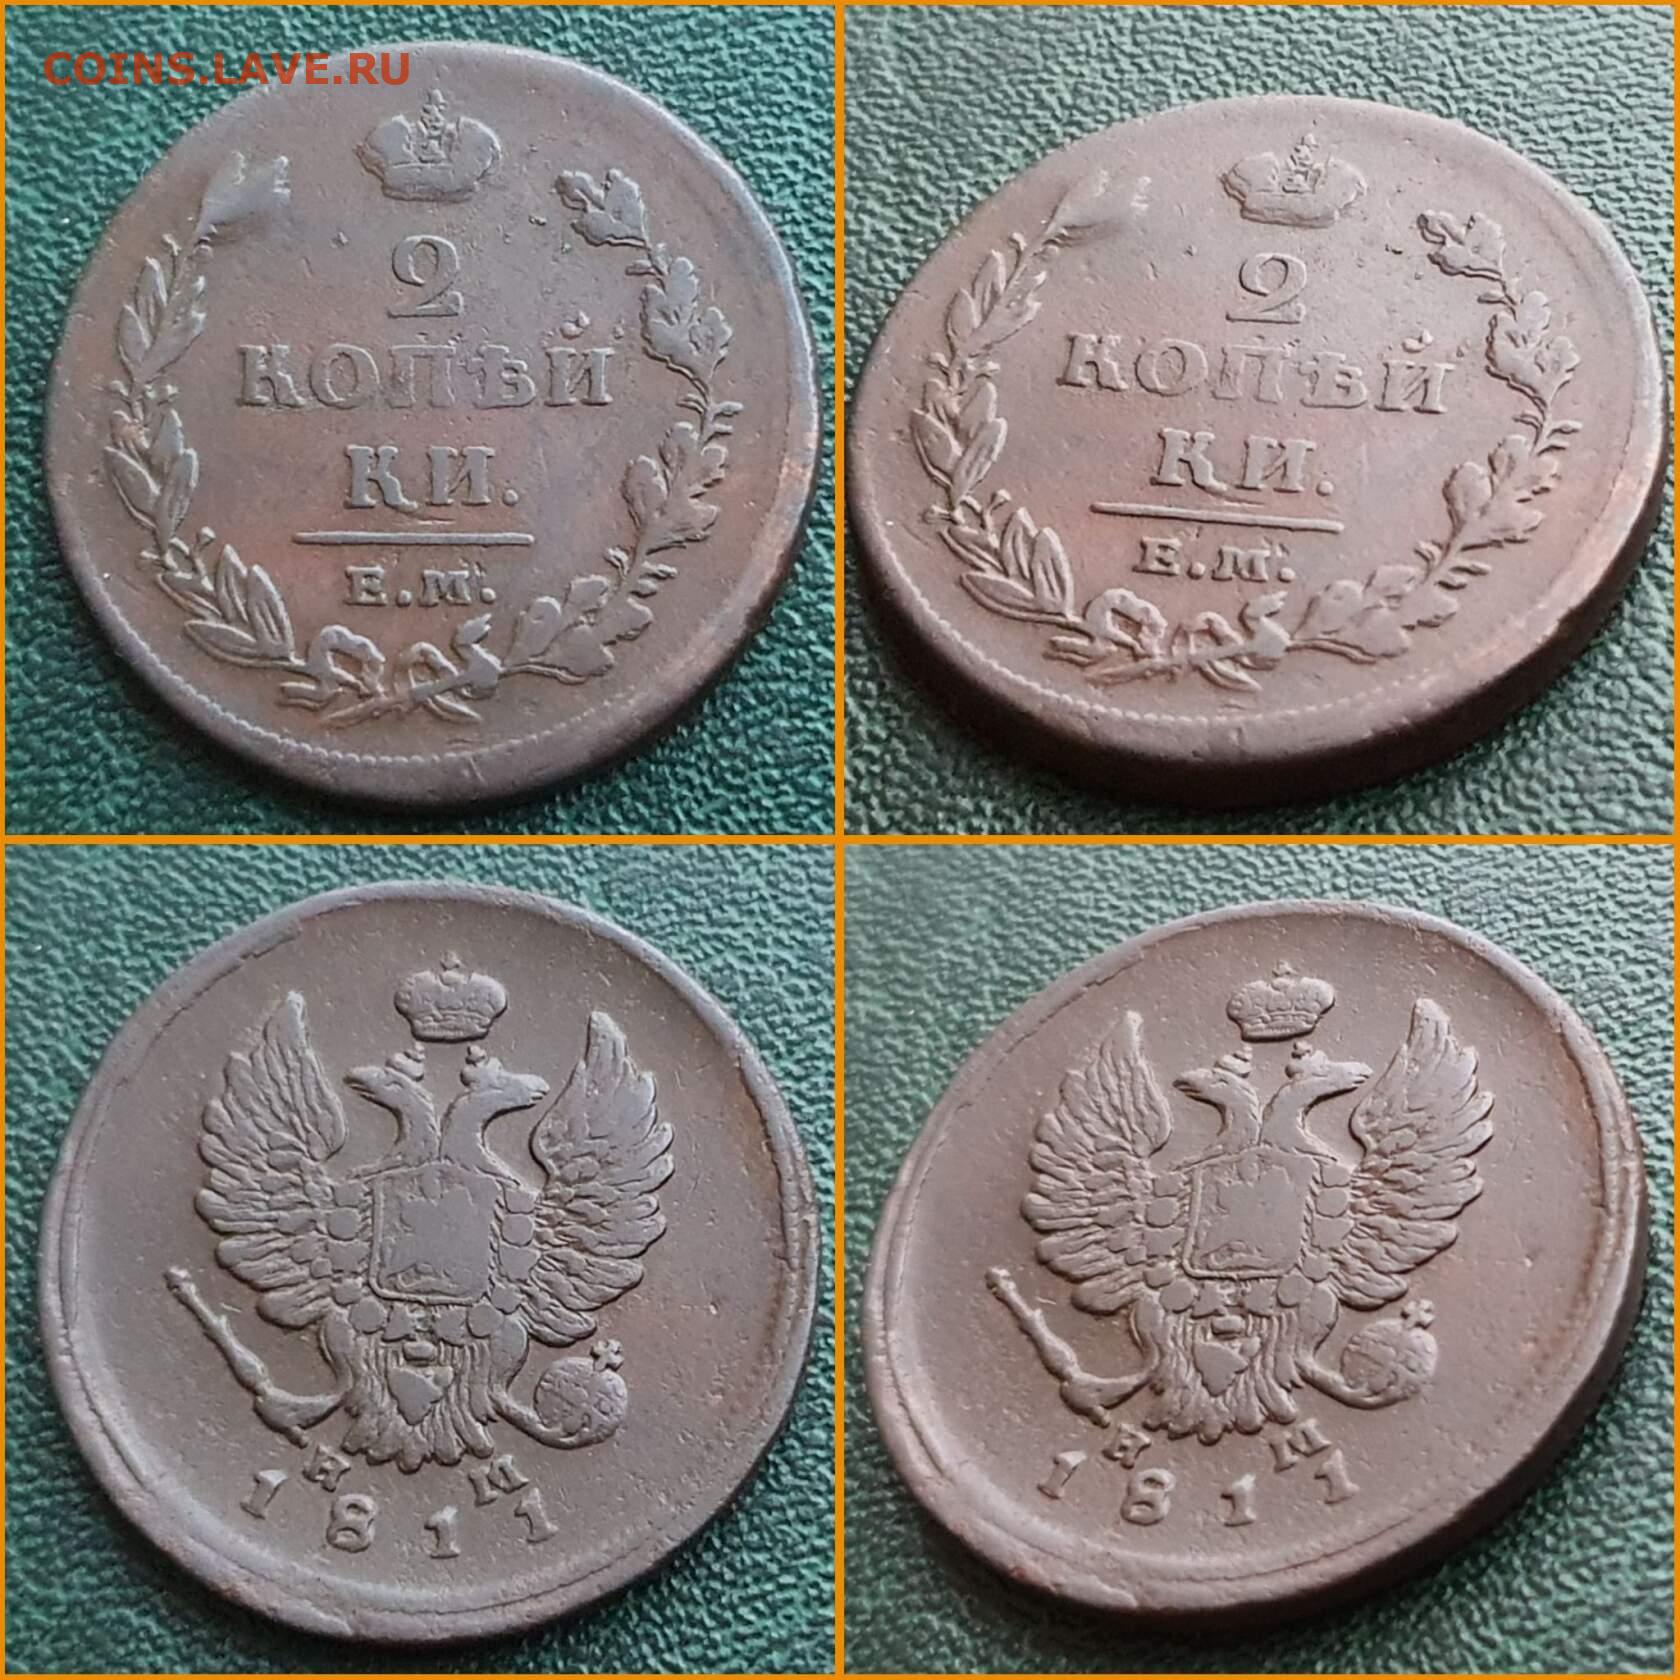 COINS.LAVE.RU
2
КОПѢЙ
КИ.
Е.М.
2
КОПѢЙ
КИ.
Е.М.
Н М
1811
Н М
1811